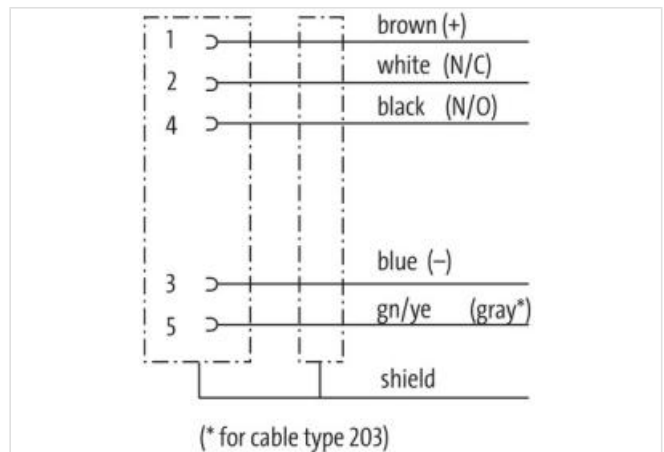 1 brown (+)
2 white (N/C)
4 black (N/O)
3 blue (–)
5 gn/ye (gray*)
shield
(* for cable type 203)